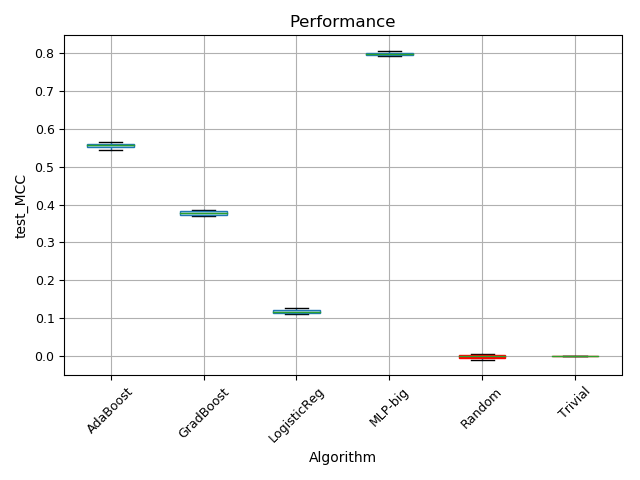 Performance
test_MCC
0.8
0.7
0.6
0.5
0.4
0.3
0.2
0.1
0.0
AdaBoost
GradBoost
LogisticReg
MLP-big
Random
Trivial
Algorithm